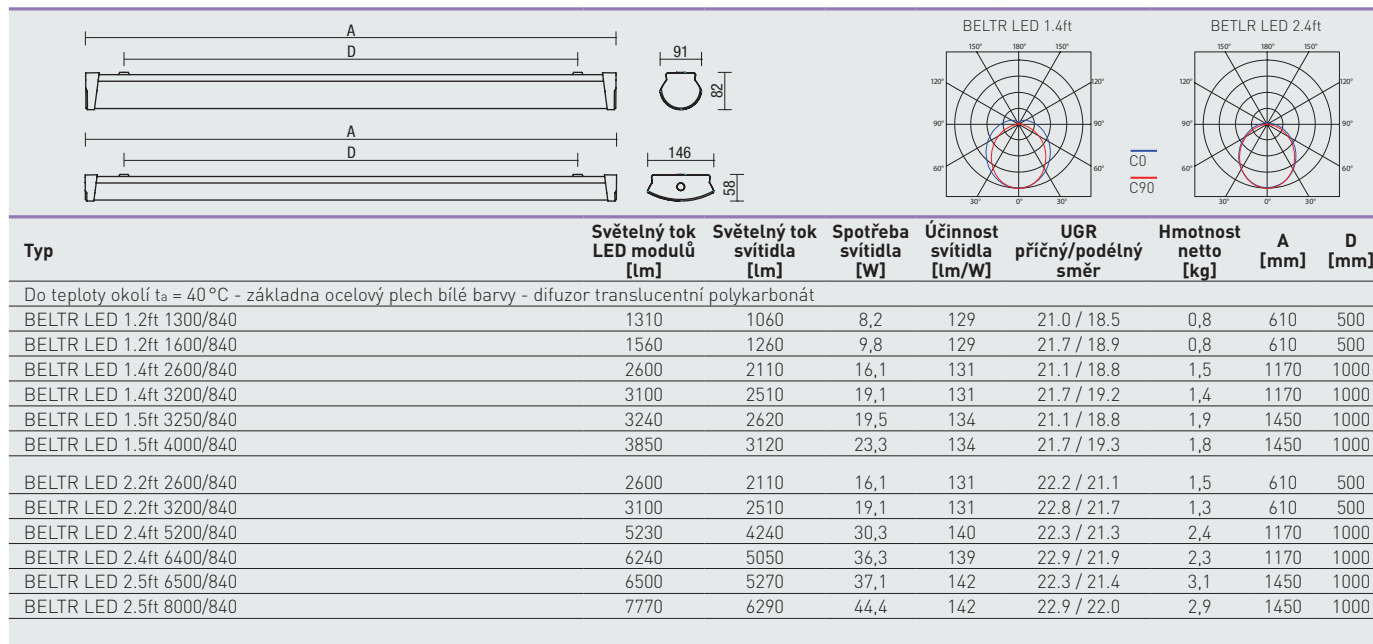 A
D
91
82
A
D
146
58
BELTR LED 1.4ft
150° 180° 150°
120° 120°
90° 90°
60° 60°
30° 0° 30°
C0
C90
BETLR LED 2.4ft
150° 180° 150°
120° 120°
90° 90°
60° 60°
30° 0° 30°
Typ Světelný tok LED modulů [lm] Světelný tok svítidla [lm] Spotřeba svítidla [W] Účinnost svítidla [lm/W] UGR příčný/podélný směr Hmotnost netto [kg] A [mm] D [mm]
Do teploty okolí ta = 40°C - základna ocelový plech bílé barvy - difuzor translucentní polykarbonát
BELTR LED 1.2ft 1300/840 1310 1060 8,2 129 21.0 / 18.5 0,8 610 500
BELTR LED 1.2ft 1600/840 1560 1260 9,8 129 21.7 / 18.9 0,8 610 500
BELTR LED 1.4ft 2600/840 2600 2110 16,1 131 21.1 / 18.8 1,5 1170 1000
BELTR LED 1.4ft 3200/840 3100 2510 19,1 131 21.7 / 19.2 1,4 1170 1000
BELTR LED 1.5ft 3250/840 3240 2620 19,5 134 21.1 / 18.8 1,9 1450 1000
BELTR LED 1.5ft 4000/840 3850 3120 23,3 134 21.7 / 19.3 1,8 1450 1000
BELTR LED 2.2ft 2600/840 2600 2110 16,1 131 22.2 / 21.1 1,5 610 500
BELTR LED 2.2ft 3200/840 3100 2510 19,1 131 22.8 / 21.7 1,3 610 500
BELTR LED 2.4ft 5200/840 5230 4240 30,3 140 22.3 / 21.3 2,4 1170 1000
BELTR LED 2.4ft 6400/840 6240 5050 36,3 139 22.9 / 21.9 2,3 1170 1000
BELTR LED 2.5ft 6500/840 6500 5270 37,1 142 22.3 / 21.4 3,1 1450 1000
BELTR LED 2.5ft 8000/840 7770 6290 44,4 142 22.9 / 22.0 2,9 1450 1000